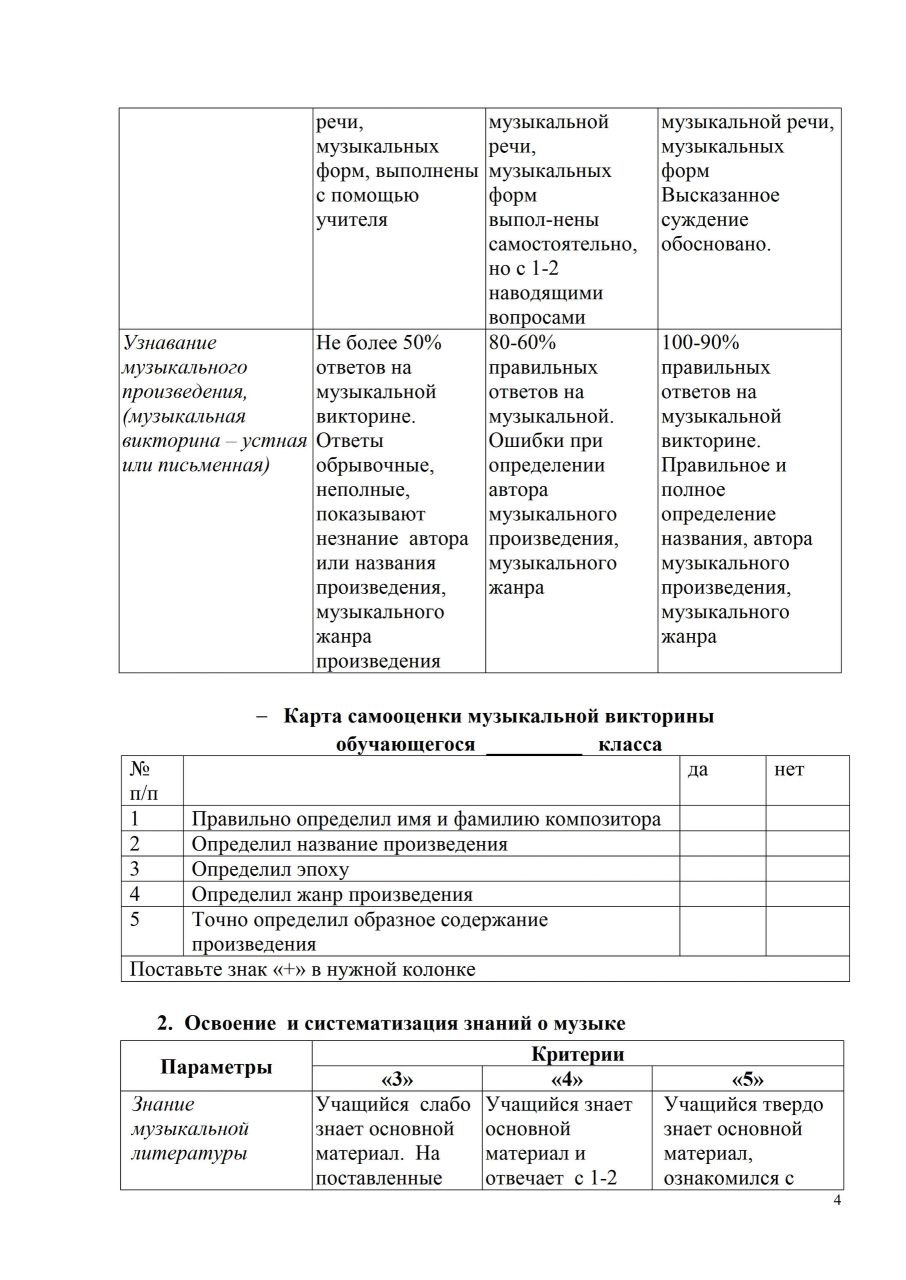 речи,
музыкальных
форм, выполнены
с помощью
учителя
музыкальной
речи,
музыкальных
форм
выпол-нены
самостоятельно,
но с 1-2
наводящими
вопросами
музыкальной речи,
музыкальных
форм
Высказанное
суждение
обосновано.
Узнавание
музыкального
произведения,
(музыкальная
викторина – устная
или письменная)
Не более 50%
ответов на
музыкальной
викторине.
Ответы
обрывочные,
неполные,
показывают
незнание автора
или названия
произведения,
музыкального
жанра
произведения
80-60%
правильных
ответов на
музыкальной.
Ошибки при
определении
автора
музыкального
произведения,
музыкального
жанра
100-90%
правильных
ответов на
музыкальной
викторине.
Правильное и
полное
определение
названия, автора
музыкального
произведения,
музыкального
жанра
– Карта самооценки музыкальной викторины
обучающегося _________ класса
№
п/п
да
нет
1 Правильно определил имя и фамилию композитора
2 Определил название произведения
3 Определил эпоху
4 Определил жанр произведения
5 Точно определил образное содержание
произведения
Поставьте знак «+» в нужной колонке
2. Освоение и систематизация знаний о музыке
Параметры
Критерии
«3» «4» «5»
Знание
музыкальной
литературы
Учащийся слабо
знает основной
материал. На
поставленные
Учащийся знает
основной
материал и
отвечает с 1-2
Учащийся твердо
знает основной
материал,
ознакомился с
4